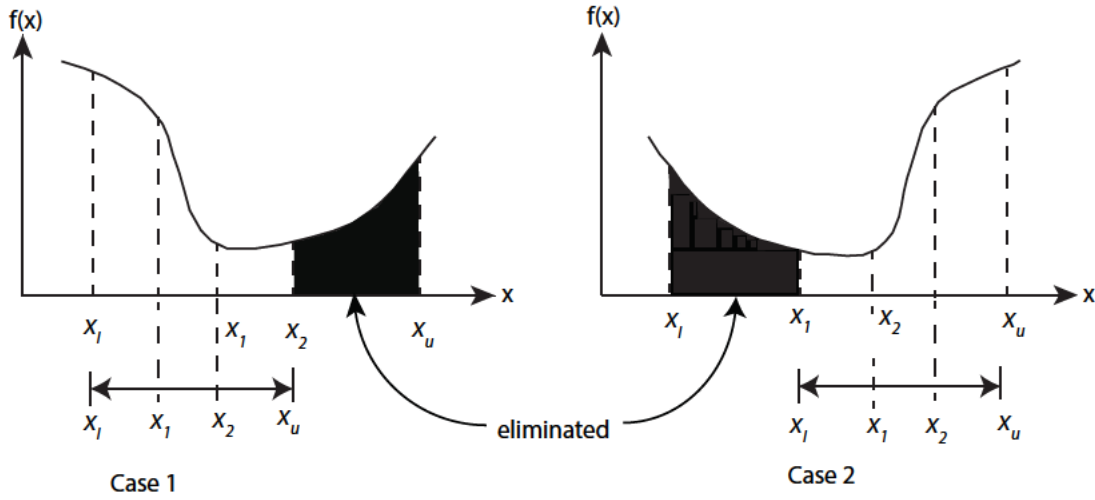 f(x)
x
x_l
x_1
x_2
x_u
x_l
x_1
x_2
x_u
Case 1
eliminated
f(x)
x
x_l
x_1
x_2
x_u
x_l
x_1
x_2
x_u
Case 2